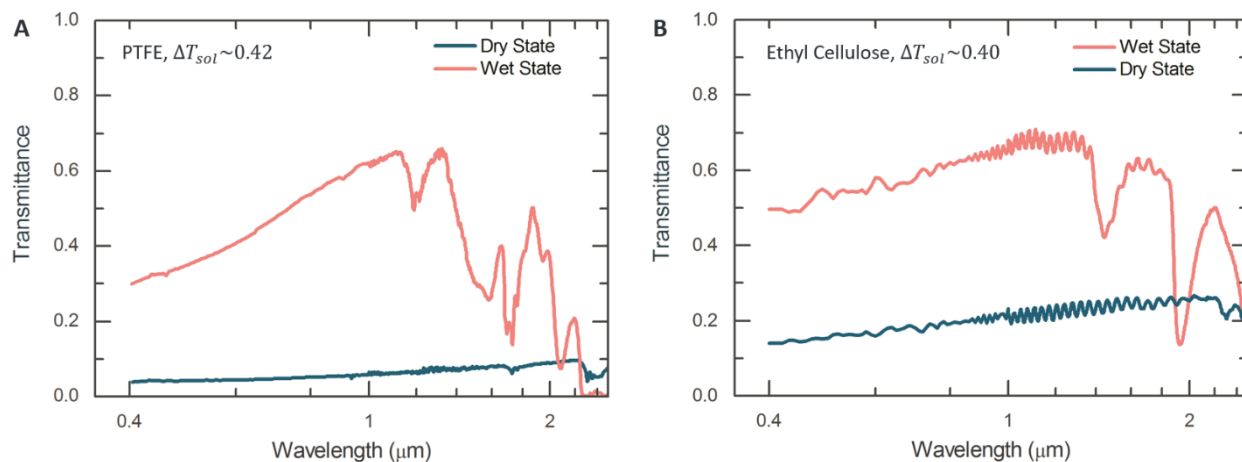 A
PTFE, ΔT_sol~0.42
Dry State
Wet State
Transmittance
1.0
0.8
0.6
0.4
0.2
0.0
0.4
1
2
Wavelength (μm)
B
Ethyl Cellulose, ΔT_sol~0.40
Wet State
Dry State
Transmittance
1.0
0.8
0.6
0.4
0.2
0.0
0.4
1
2
Wavelength (μm)